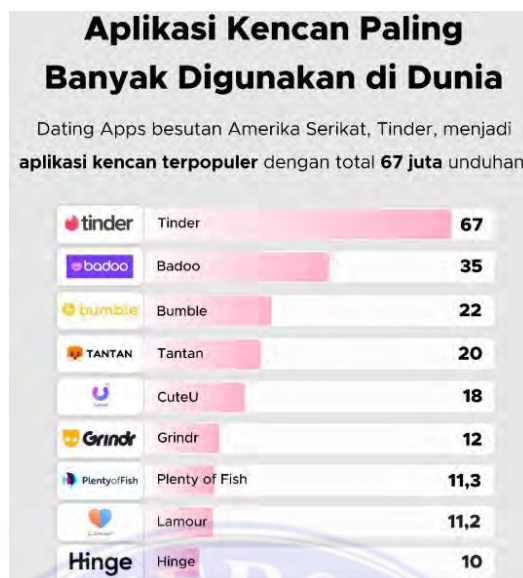 Aplikasi Kencan Paling
Banyak Digunakan di Dunia
Dating Apps besutan Amerika Serikat, Tinder, menjadi
aplikasi kencan terpopuler dengan total 67 juta unduhan
tinder Tinder 67
badoo Badoo 35
bumble Bumble 22
TANTAN Tantan 20
CuteU 18
Grindr Grindr 12
PlentyofFish Plenty of Fish 11,3
Lamour 11,2
Hinge Hinge 10